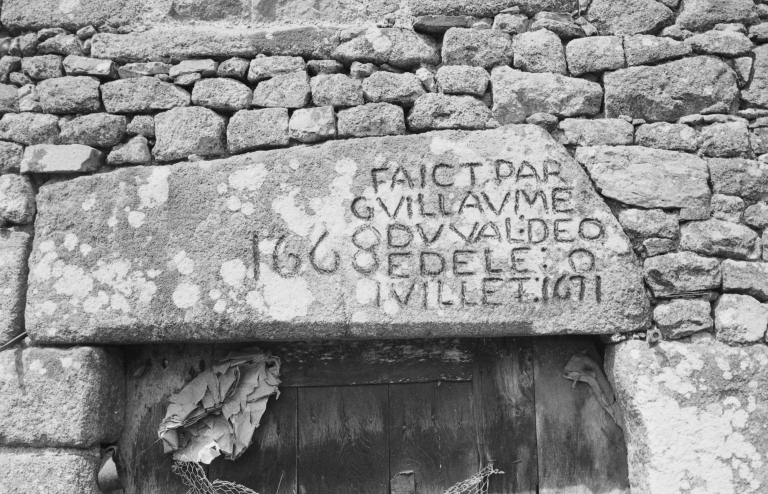 FAICT.PAR
GVILLAVME
1668 DVVAL:DEO
EDELE: O
IVILLET:1671